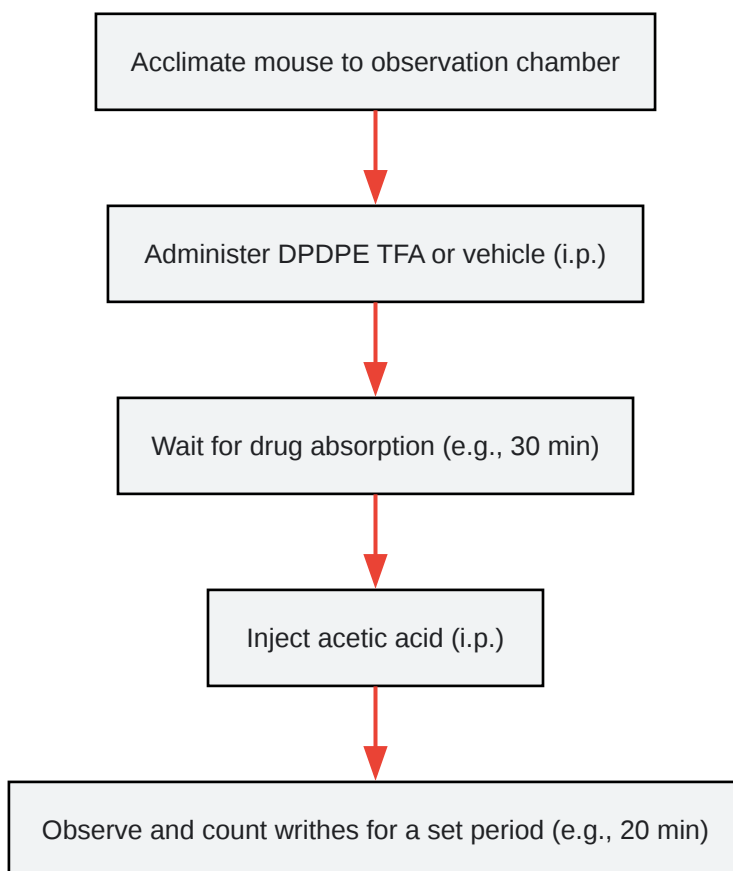 Acclimate mouse to observation chamber
Administer DPDPE TFA or vehicle (i.p.)
Wait for drug absorption (e.g., 30 min)
Inject acetic acid (i.p.)
Observe and count writhes for a set period (e.g., 20 min)